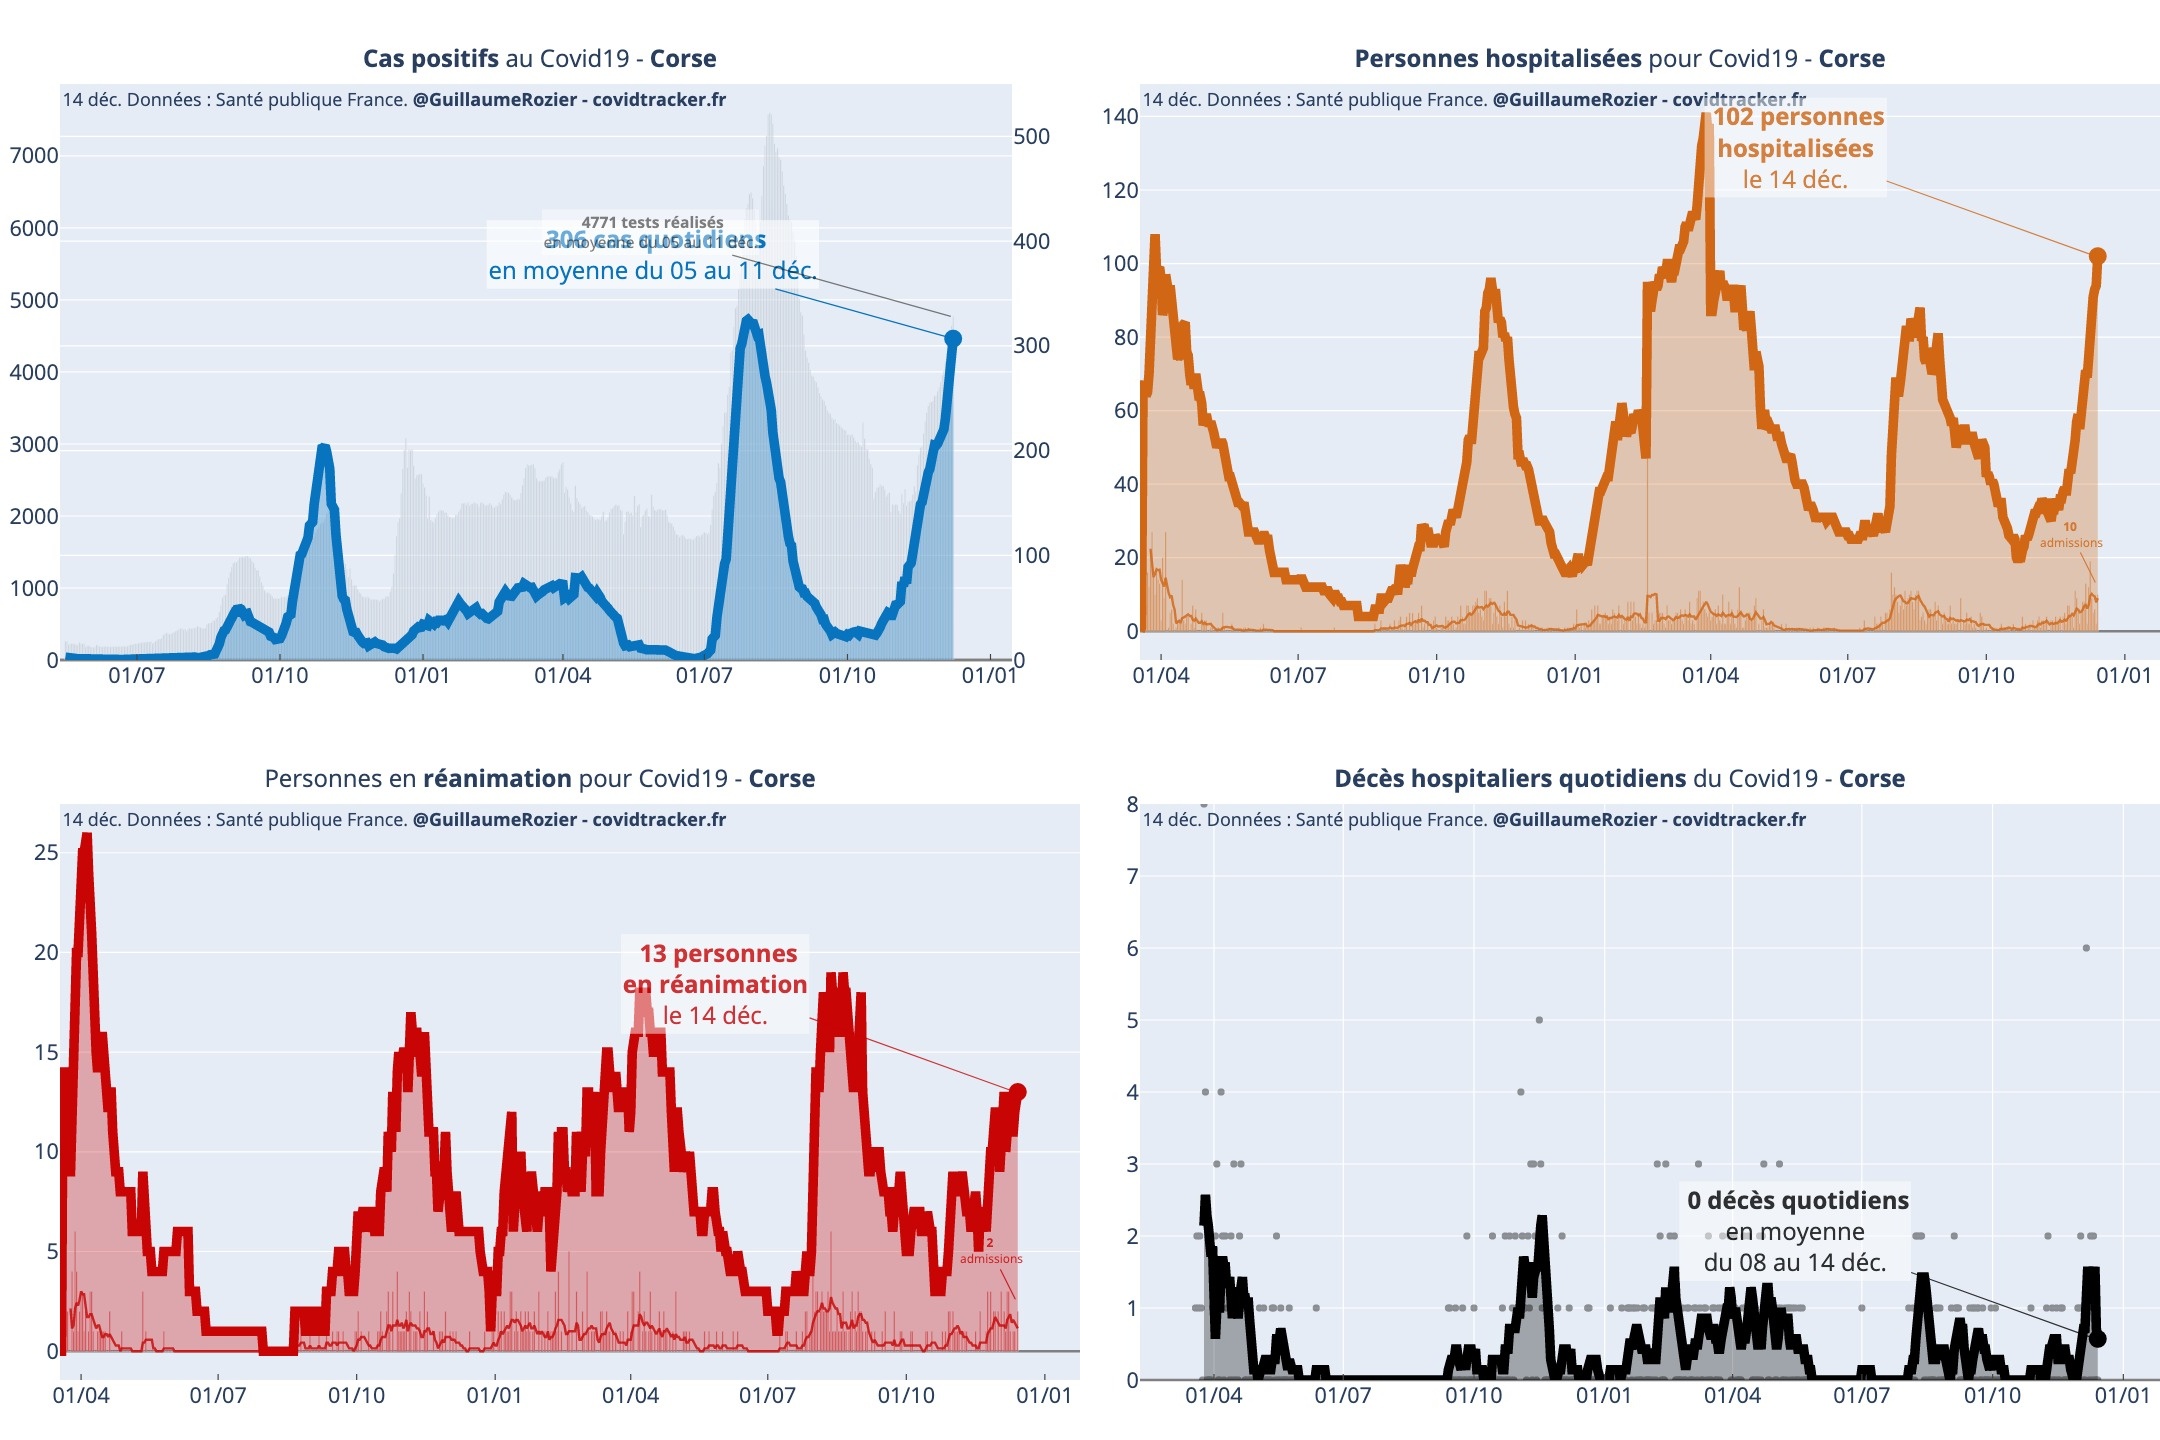 Cas positifs au Covid19 - Corse
14 déc. Données : Santé publique France. @GuillaumeRozier - covidtracker.fr
7000
6000
5000
4000
3000
2000
1000
0
500
400
300
200
100
0
4771 tests réalisés
en moyenne du 05 au 11 déc.
306 cas quotidiens
en moyenne du 05 au 11 déc.
01/07 01/10 01/01 01/04 01/07 01/10 01/01
Personnes hospitalisées pour Covid19 - Corse
14 déc. Données : Santé publique France. @GuillaumeRozier - covidtracker.fr
140
120
100
80
60
40
20
0
102 personnes
hospitalisées
le 14 déc.
10
admissions
01/04 01/07 01/10 01/01 01/04 01/07 01/10 01/01
Personnes en réanimation pour Covid19 - Corse
14 déc. Données : Santé publique France. @GuillaumeRozier - covidtracker.fr
25
20
15
10
5
0
13 personnes
en réanimation
le 14 déc.
2
admissions
01/04 01/07 01/10 01/01 01/04 01/07 01/10 01/01
Décès hospitaliers quotidiens du Covid19 - Corse
14 déc. Données : Santé publique France. @GuillaumeRozier - covidtracker.fr
8
7
6
5
4
3
2
1
0
0 décès quotidiens
en moyenne
du 08 au 14 déc.
01/04 01/07 01/10 01/01 01/04 01/07 01/10 01/01